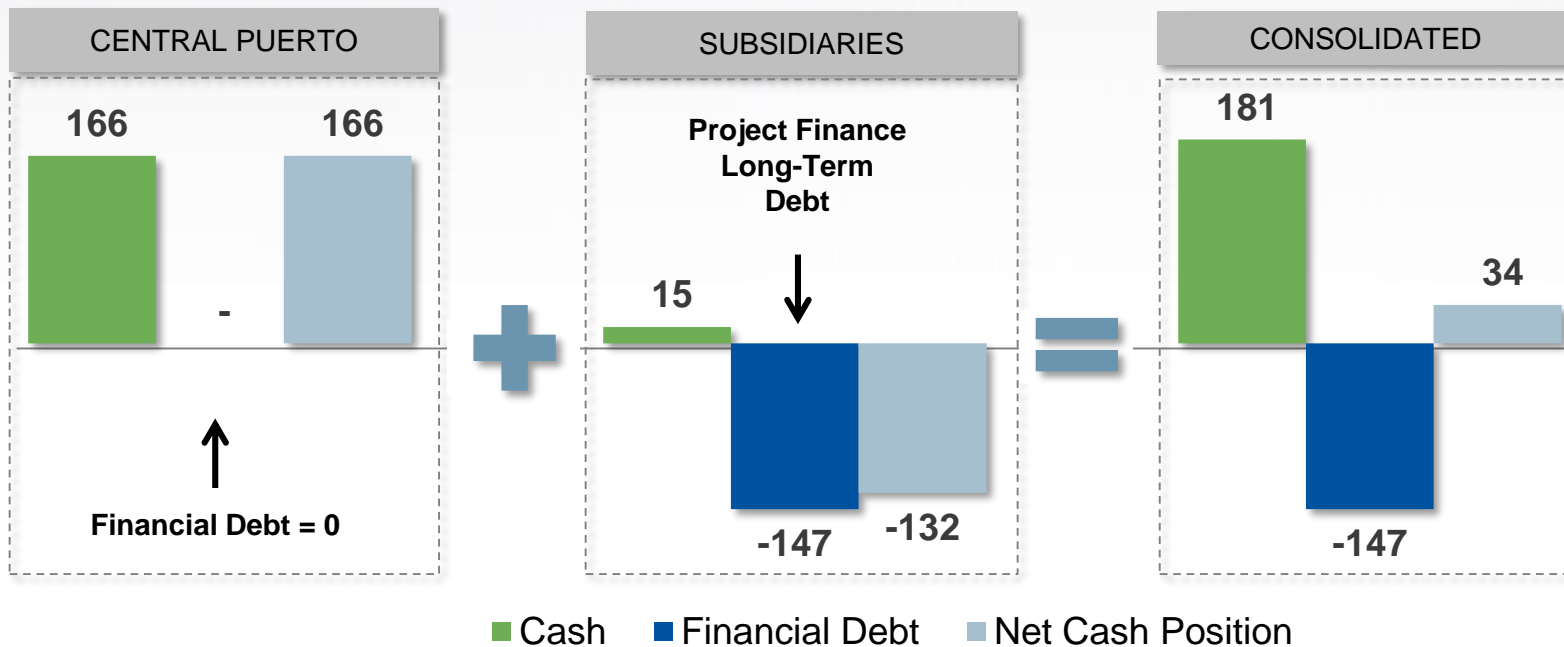 CENTRAL PUERTO
166
-
166
Financial Debt = 0
SUBSIDIARIES
Project Finance
Long-Term
Debt
15
-147
-132
CONSOLIDATED
181
-147
34
Cash
Financial Debt
Net Cash Position